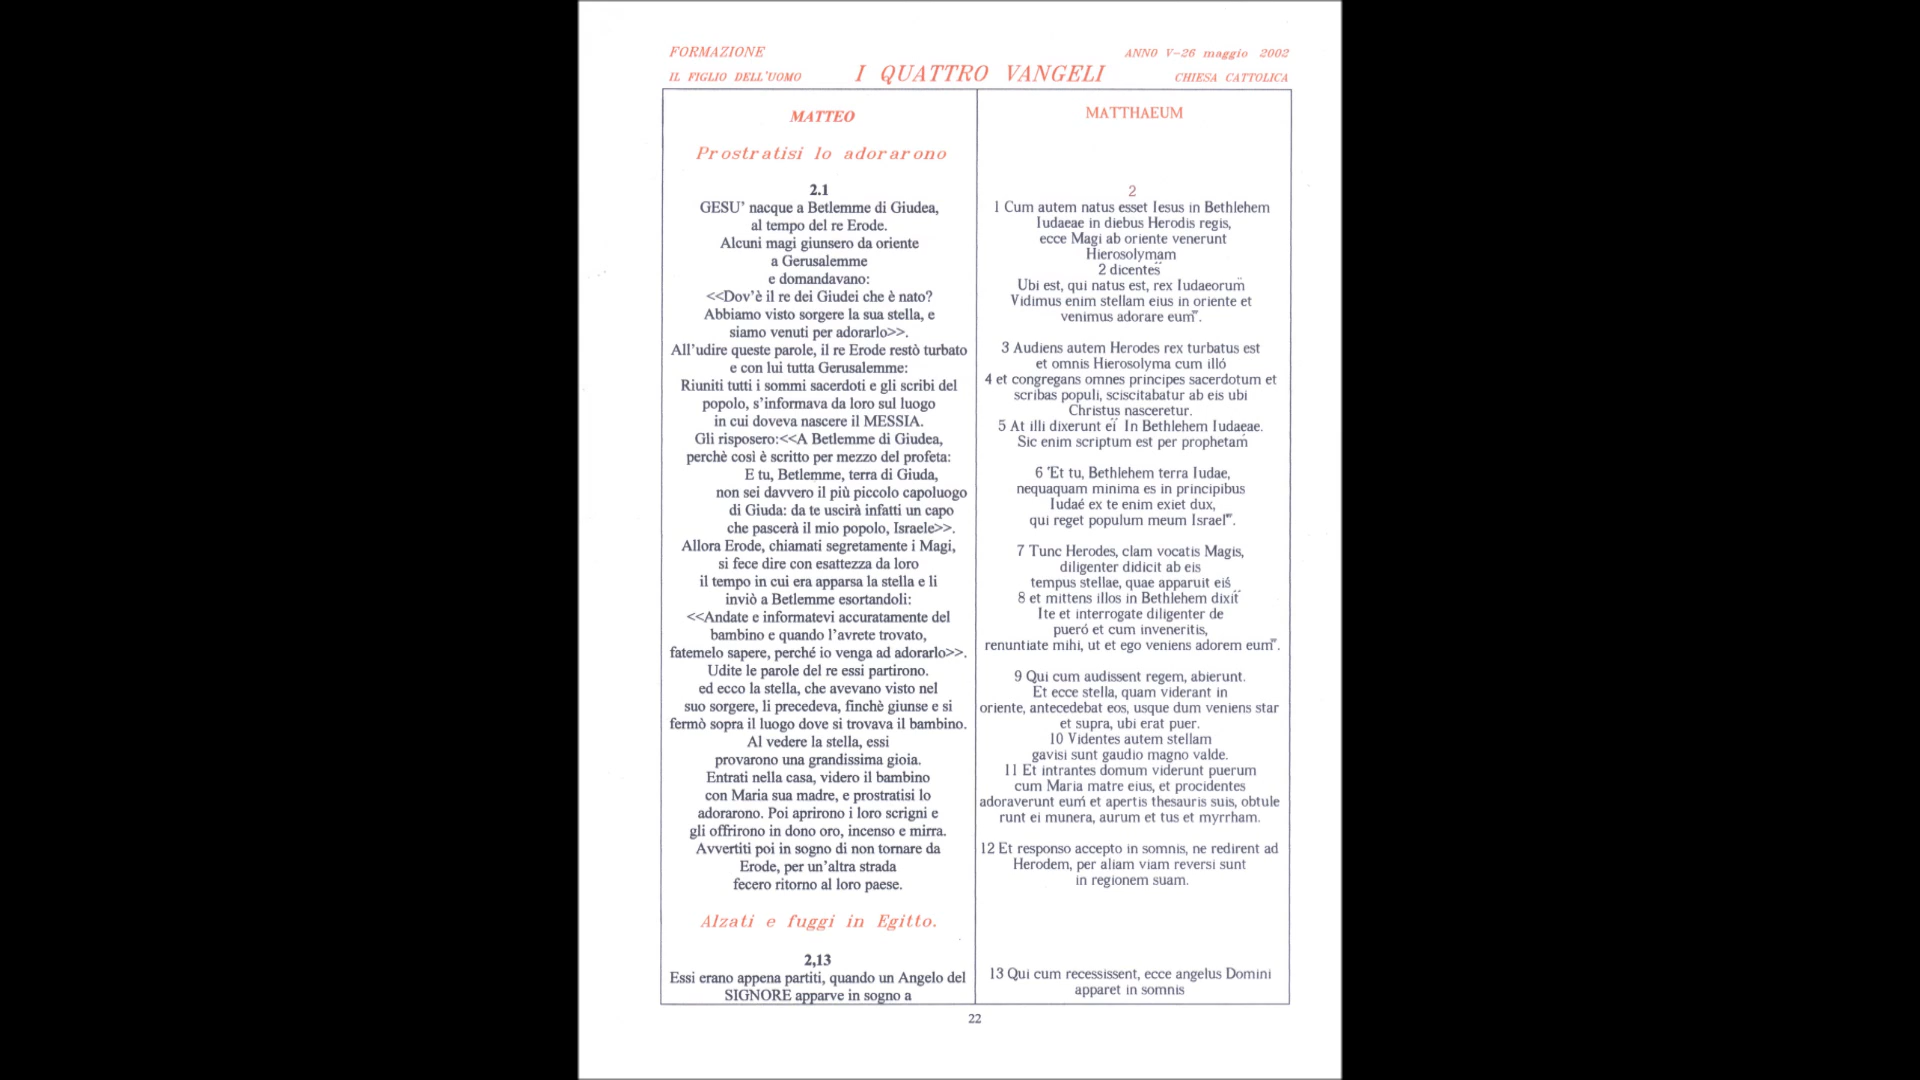 FORMAZIONE
ANNO V-26 maggio 2002
IL FIGLIO DELL'UOMO
I QUATTRO VANGELI
CHIESA CATTOLICA
MATTEO
Prostratisi lo adorarono
2.1
GESU' nacque a Betlemme di Giudea,
al tempo del re Erode.
Alcuni magi giunsero da oriente
a Gerusalemme
e domandavano:
<<Dov'è il re dei Giudei che è nato?
Abbiamo visto sorgere la sua stella, e
siamo venuti per adorarlo>>.
All'udire queste parole, il re Erode restò turbato
e con lui tutta Gerusalemme:
Riuniti tutti i sommi sacerdoti e gli scribi del
popolo, s'informava da loro sul luogo
in cui doveva nascere il MESSIA.
Gli risposero:<<A Betlemme di Giudea,
perchè così è scritto per mezzo del profeta:
E tu, Betlemme, terra di Giuda,
non sei davvero il più piccolo capoluogo
di Giuda: da te uscirà infatti un capo
che pascerà il mio popolo, Israele>>.
Allora Erode, chiamati segretamente i Magi,
si fece dire con esattezza da loro
il tempo in cui era apparsa la stella e li
inviò a Betlemme esortandoli:
<<Andate e informatevi accuratamente del
bambino e quando l'avrete trovato,
fatemelo sapere, perché io venga ad adorarlo>>.
Udite le parole del re essi partirono.
ed ecco la stella, che avevano visto nel
suo sorgere, li precedeva, finchè giunse e si
fermò sopra il luogo dove si trovava il bambino.
Al vedere la stella, essi
provarono una grandissima gioia.
Entrati nella casa, videro il bambino
con Maria sua madre, e prostratisi lo
adorarono. Poi aprirono i loro scrigni e
gli offrirono in dono oro, incenso e mirra.
Avvertiti poi in sogno di non tornare da
Erode, per un'altra strada
fecero ritorno al loro paese.
Alzati e fuggi in Egitto.
2,13
Essi erano appena partiti, quando un Angelo del
SIGNORE apparve in sogno a
MATTHAEUM
2
1 Cum autem natus esset Iesus in Bethlehem
Iudaeae in diebus Herodis regis,
ecce Magi ab oriente venerunt
Hierosolymam
2 dicentes̈
Ubi est, qui natus est, rex Iudaeorum̈
Vidimus enim stellam eius in oriente et
venimus adorare eum".
3 Audiens autem Herodes rex turbatus est
et omnis Hierosolyma cum illó
4 et congregans omnes principes sacerdotum et
scribas populi, sciscitabatur ab eis ubi
Christus nasceretur.
5 At illi dixerunt eï In Bethlehem Iudaeae.
Sic enim scriptum est per prophetaḿ
6 'Et tu, Bethlehem terra Iudae,
nequaquam minima es in principibus
Iudaé ex te enim exiet dux,
qui reget populum meum Israel"'.
7 Tunc Herodes, clam vocatis Magis,
diligenter didicit ab eis
tempus stellae, quae apparuit eiś
8 et mittens illos in Bethlehem dixiẗ
Ite et interrogate diligenter de
pueró et cum inveneritis,
renuntiate mihi, ut et ego veniens adorem eum".
9 Qui cum audissent regem, abierunt.
Et ecce stella, quam viderant in
oriente, antecedebat eos, usque dum veniens star
et supra, ubi erat puer.
10 Videntes autem stellam
gavisi sunt gaudio magno valde.
11 Et intrantes domum viderunt puerum
cum Maria matre eius, et procidentes
adoraverunt euḿ et apertis thesauris suis, obtule
runt ei munera, aurum et tus et myrrham.
12 Et responso accepto in somnis, ne redirent ad
Herodem, per aliam viam reversi sunt
in regionem suam.
13 Qui cum recessissent, ecce angelus Domini
apparet in somnis
22